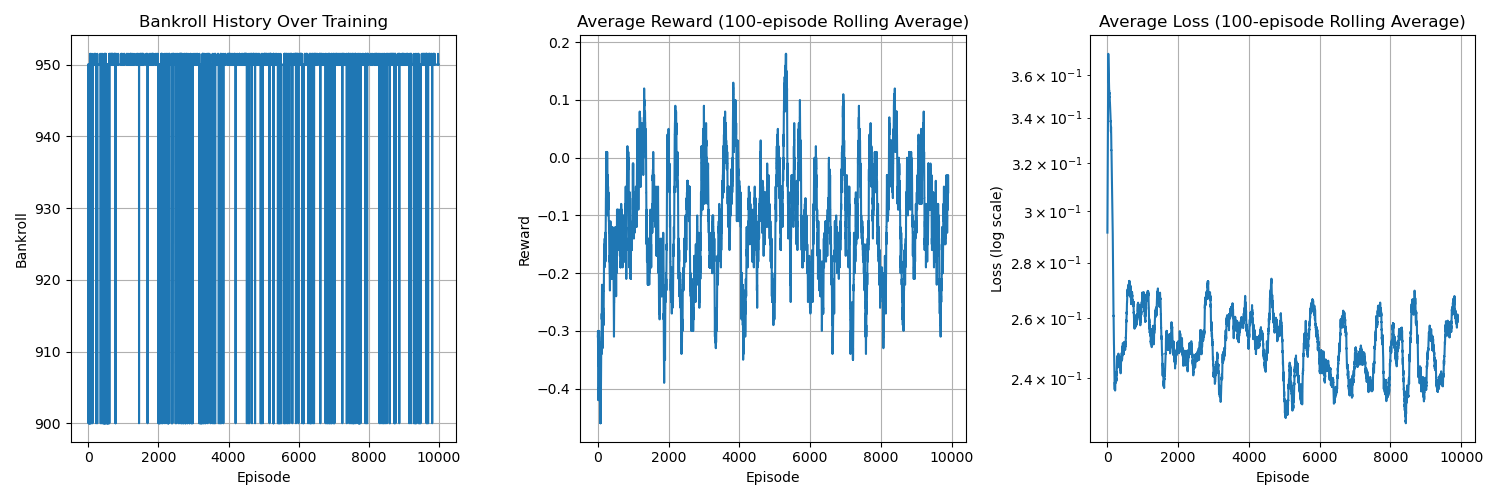 Bankroll History Over Training
Bankroll
950
940
930
920
910
900
0
2000
4000
6000
8000
10000
Episode
Average Reward (100-episode Rolling Average)
Reward
0.2
0.1
0.0
−0.1
−0.2
−0.3
−0.4
0
2000
4000
6000
8000
10000
Episode
Average Loss (100-episode Rolling Average)
Loss (log scale)
3.6 × 10⁻¹
3.4 × 10⁻¹
3.2 × 10⁻¹
3 × 10⁻¹
2.8 × 10⁻¹
2.6 × 10⁻¹
2.4 × 10⁻¹
0
2000
4000
6000
8000
10000
Episode